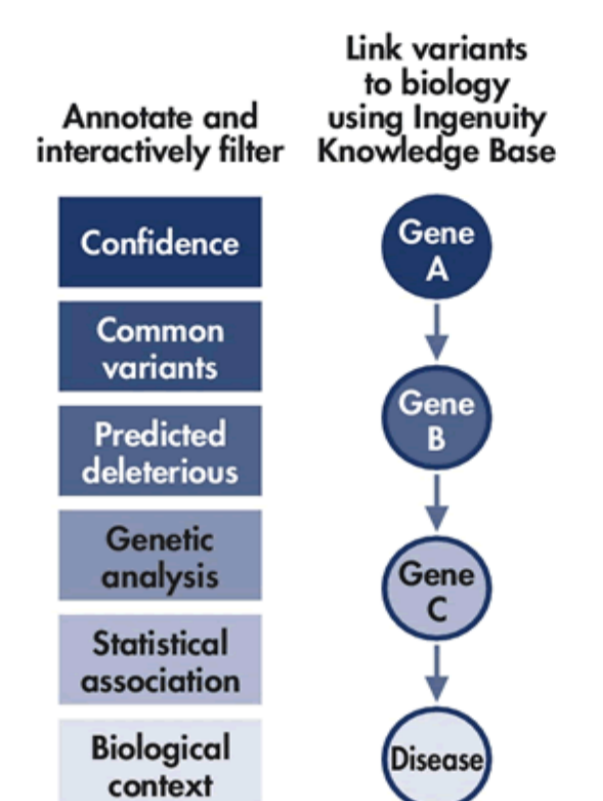 Annotate and
interactively filter
Confidence
Common
variants
Predicted
deleterious
Genetic
analysis
Statistical
association
Biological
context
Link variants
to biology
using Ingenuity
Knowledge Base
Gene
A
Gene
B
Gene
C
Disease